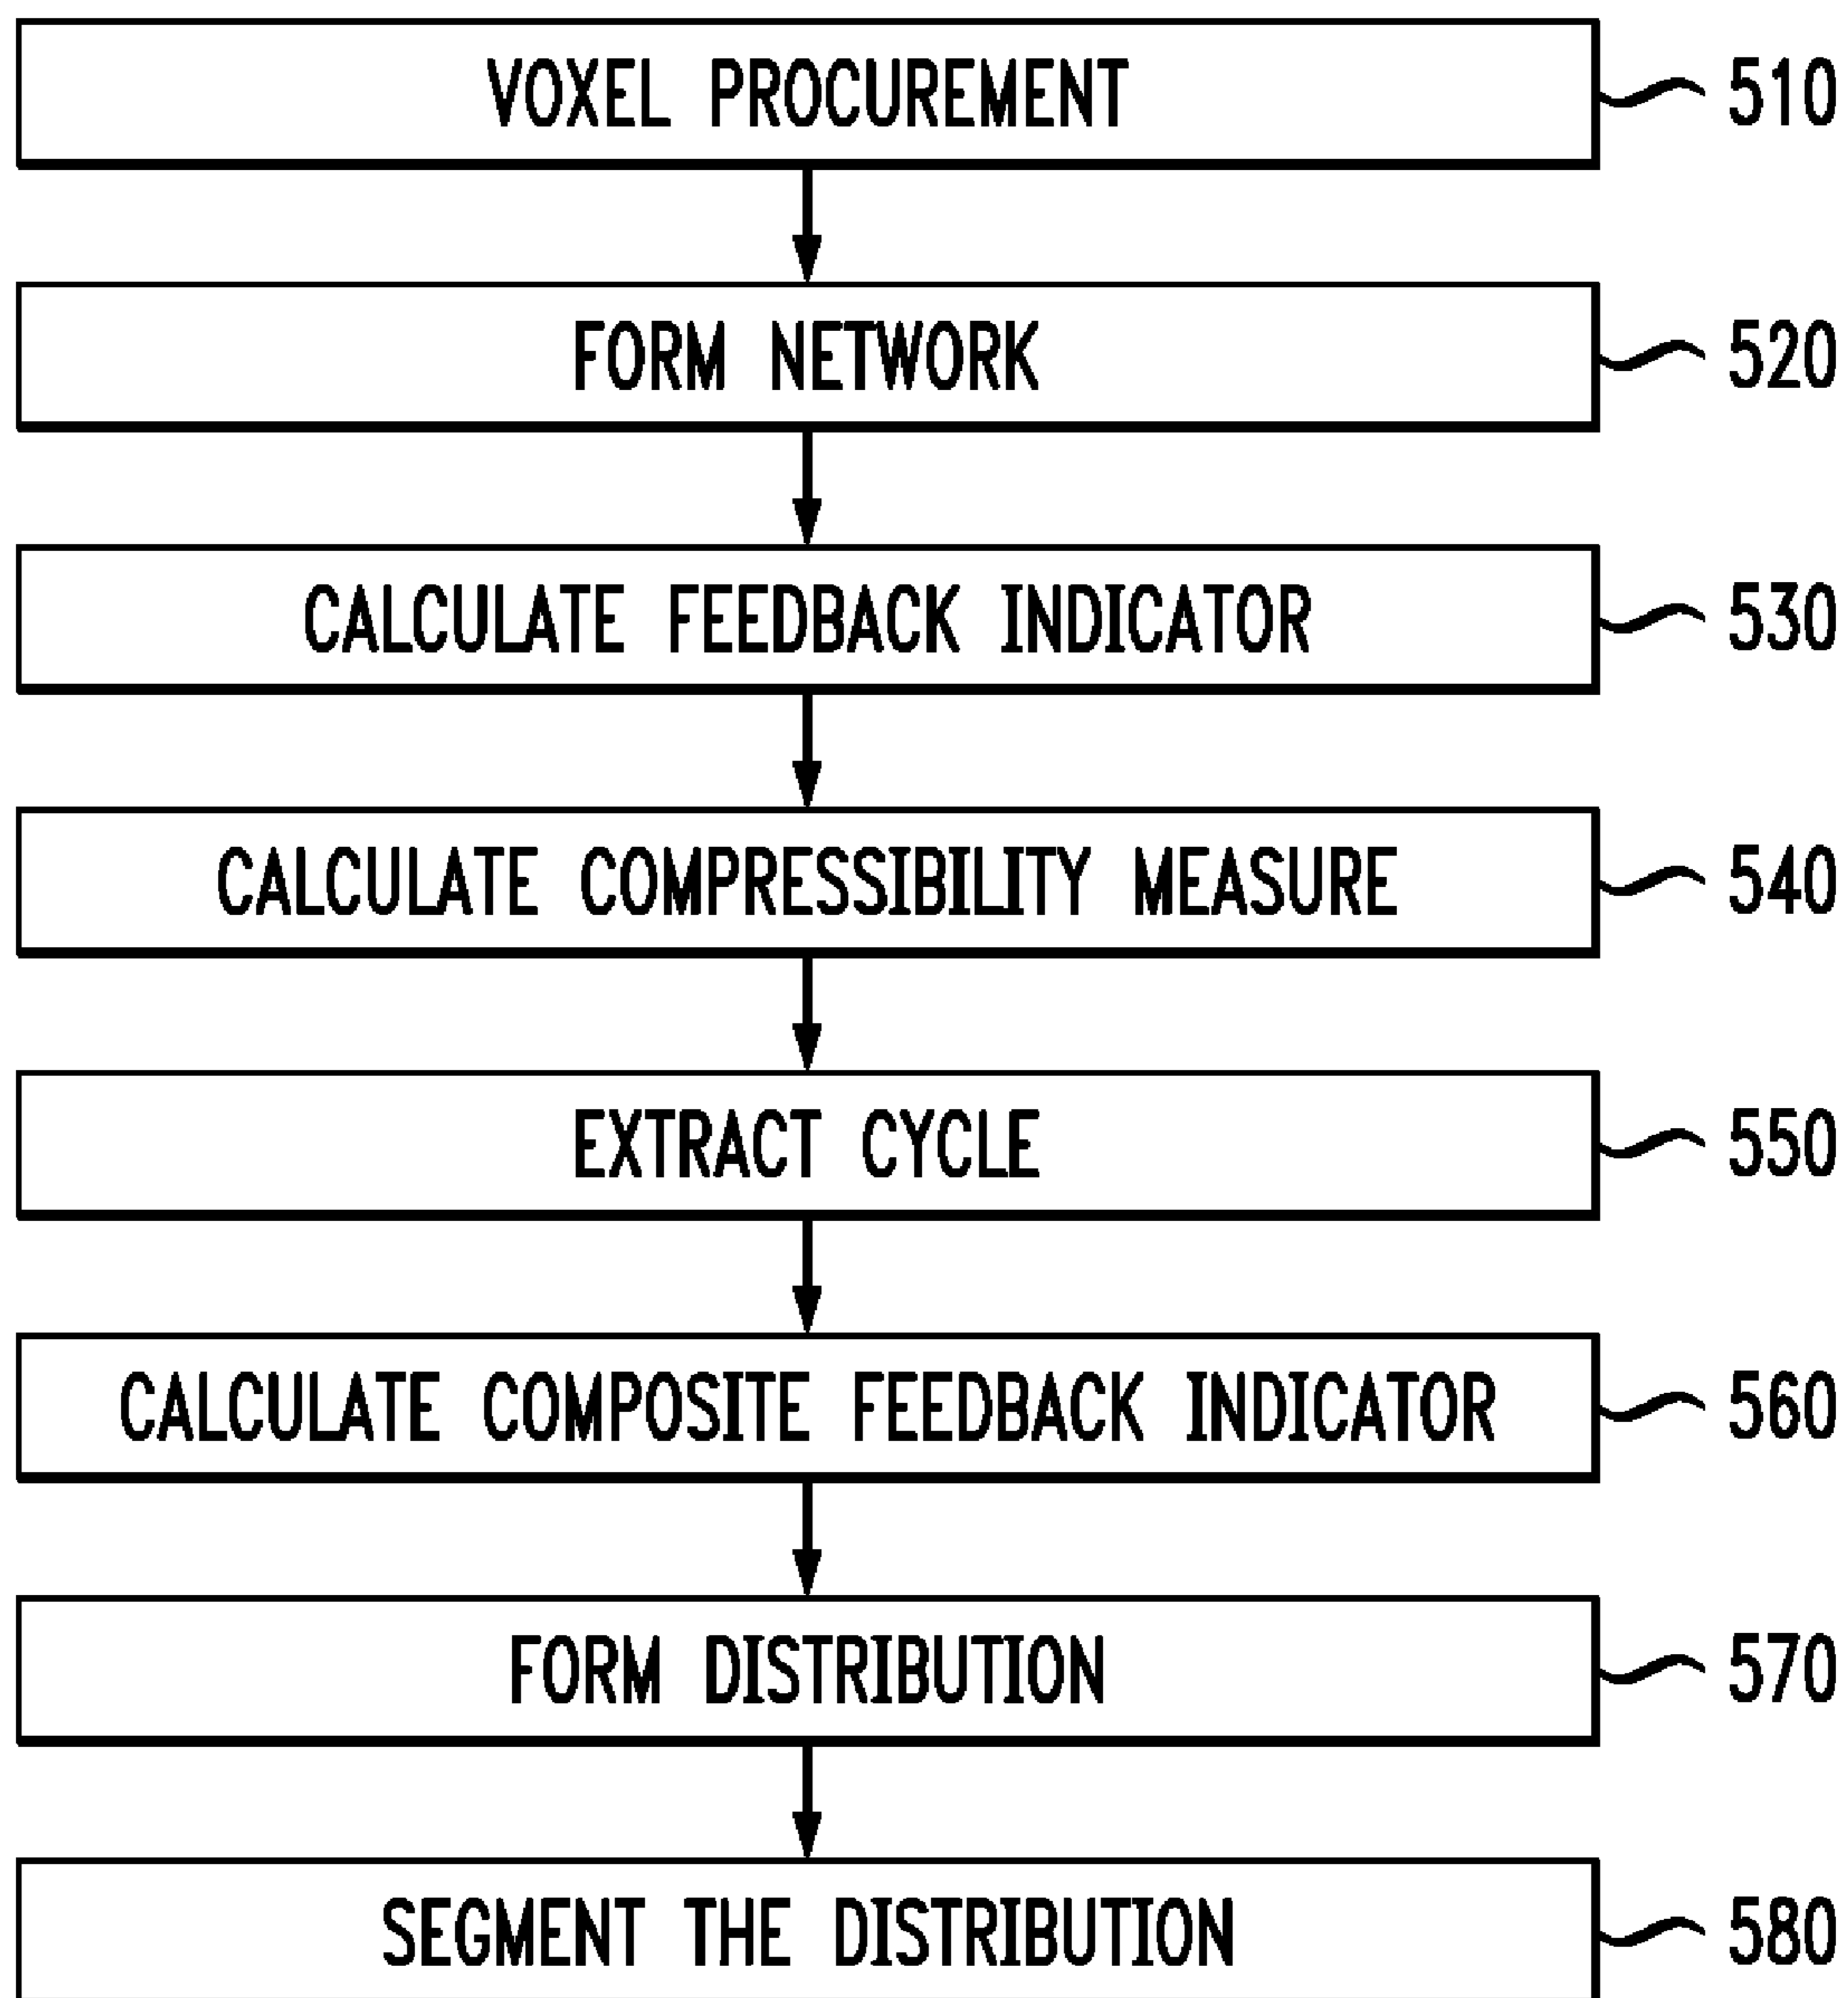 VOXEL PROCUREMENT 510
FORM NETWORK 520
CALCULATE FEEDBACK INDICATOR 530
CALCULATE COMPRESSIBILITY MEASURE 540
EXTRACT CYCLE 550
CALCULATE COMPOSITE FEEDBACK INDICATOR 560
FORM DISTRIBUTION 570
SEGMENT THE DISTRIBUTION 580